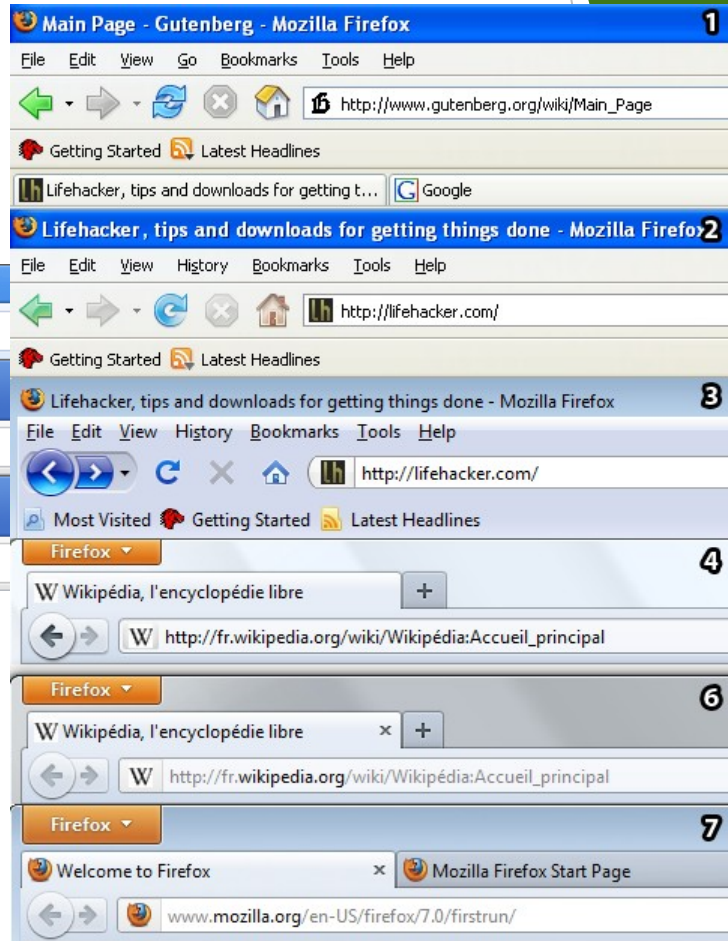 Main Page - Gutenberg - Mozilla Firefox 1
File Edit View Go Bookmarks Tools Help
http://www.gutenberg.org/wiki/Main_Page
Getting Started Latest Headlines
lh Lifehacker, tips and downloads for getting t... G Google
Lifehacker, tips and downloads for getting things done - Mozilla Firefox 2
File Edit View History Bookmarks Tools Help
lh http://lifehacker.com/
Getting Started Latest Headlines
Lifehacker, tips and downloads for getting things done - Mozilla Firefox 3
File Edit View History Bookmarks Tools Help
lh http://lifehacker.com/
Most Visited Getting Started Latest Headlines
Firefox 4
W Wikipédia, l'encyclopédie libre
W http://fr.wikipedia.org/wiki/Wikipédia:Accueil_principal
Firefox 6
W Wikipédia, l'encyclopédie libre
W http://fr.wikipedia.org/wiki/Wikipédia:Accueil_principal
Firefox 7
Welcome to Firefox Mozilla Firefox Start Page
www.mozilla.org/en-US/firefox/7.0/firstrun/